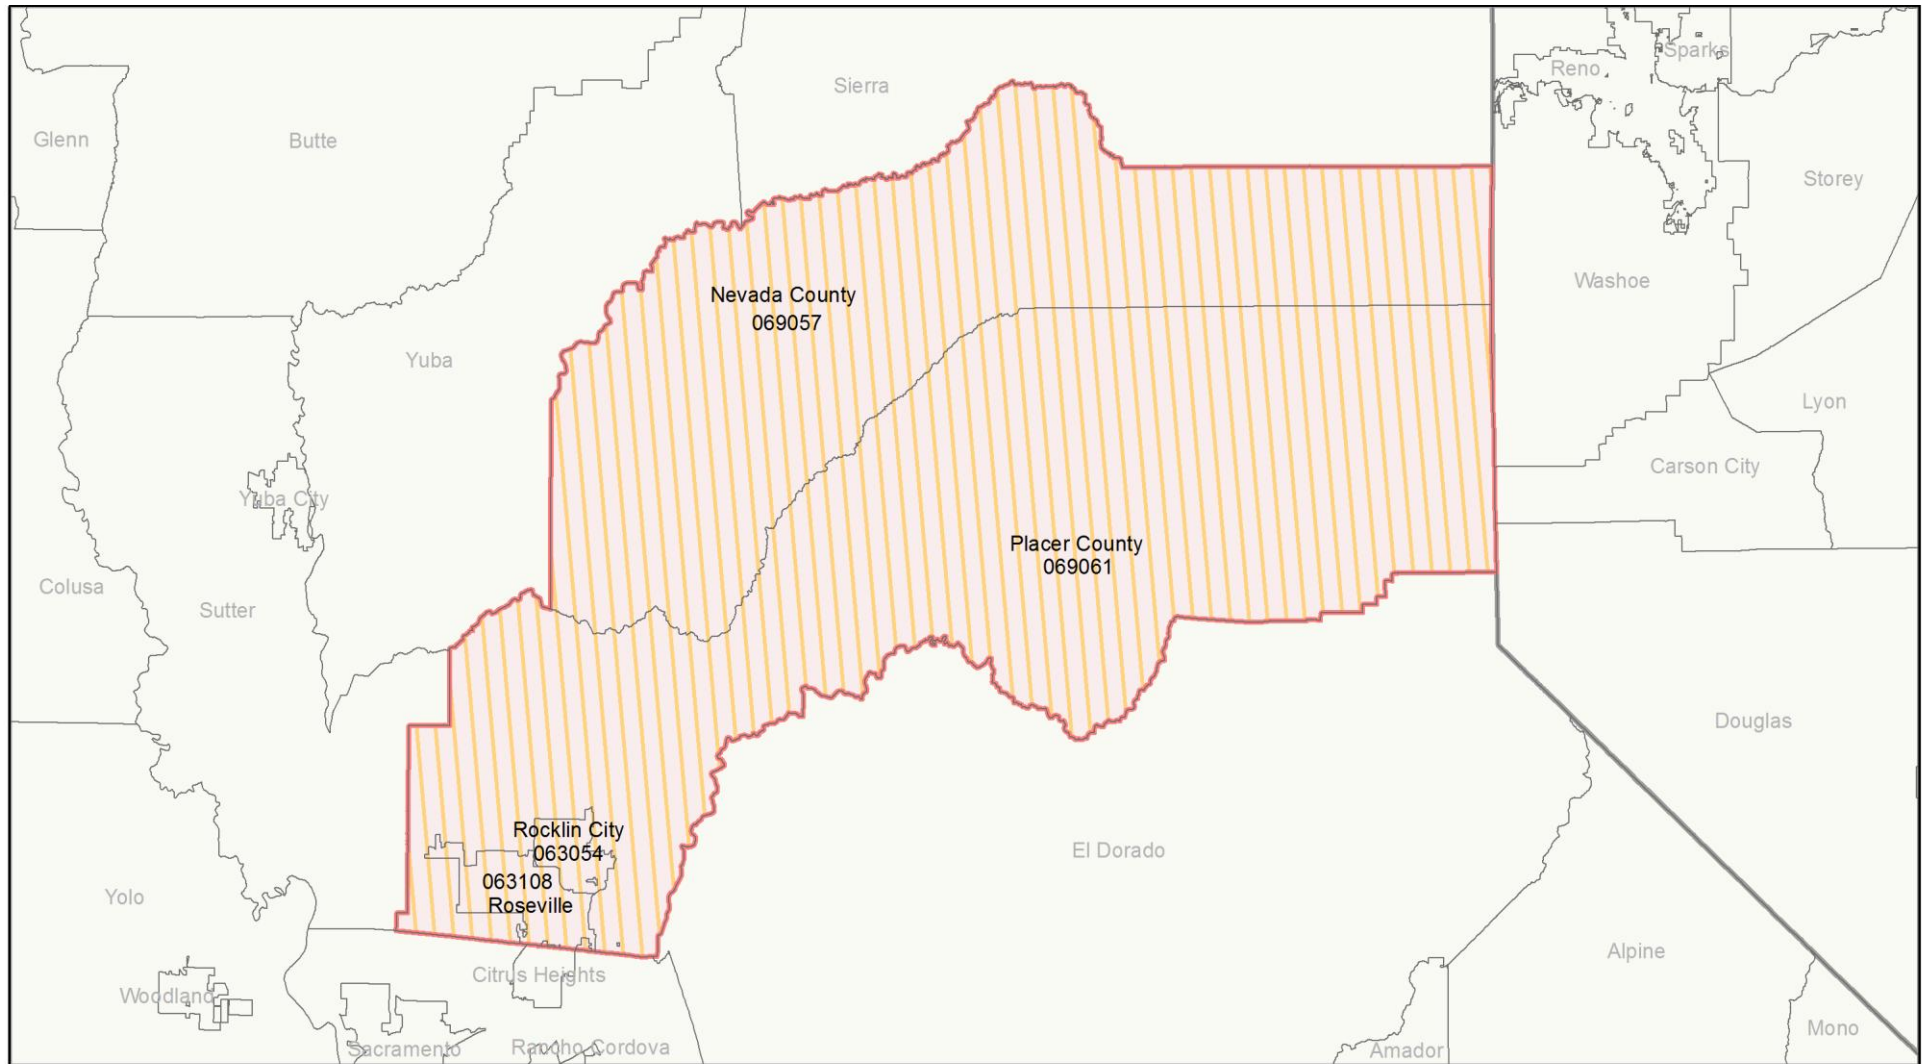 Sparks
Reno
Sierra
Glenn
Butte
Storey
Washoe
Nevada County
069057
Yuba
Lyon
Carson City
Yuba City
Placer County
069061
Colusa
Sutter
Douglas
Rocklin City
063054
El Dorado
063108
Roseville
Yolo
Alpine
Citrus Heights
Woodland
Mono
Sacramento
Rancho Cordova
Amador